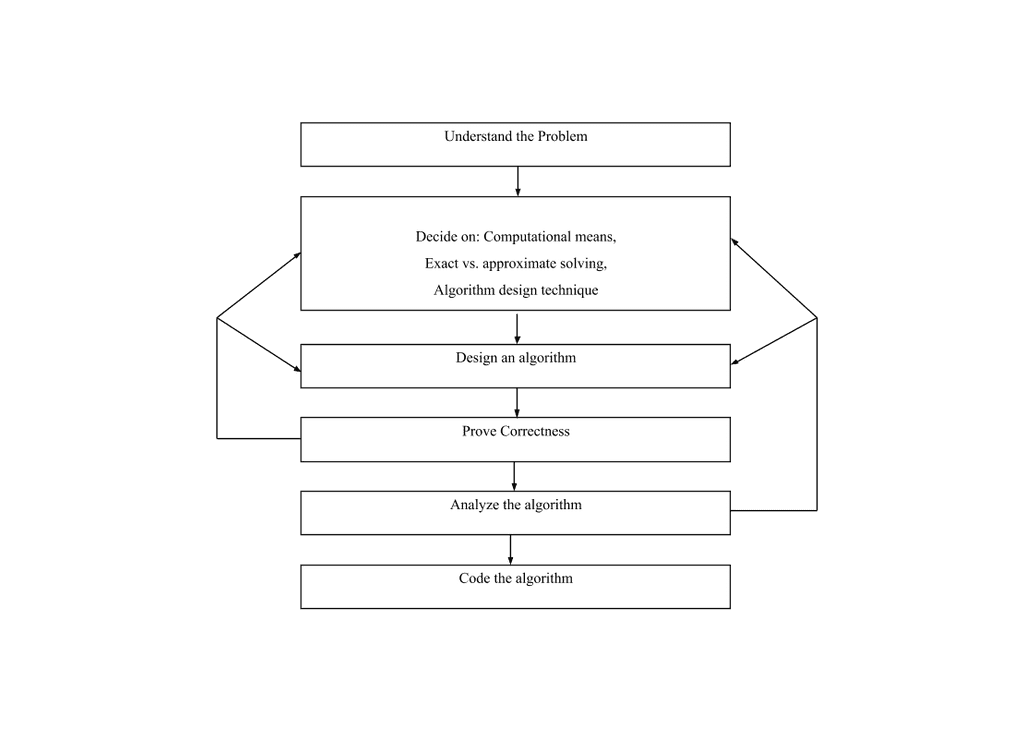 Understand the Problem
Decide on: Computational means,
Exact vs. approximate solving,
Algorithm design technique
Design an algorithm
Prove Correctness
Analyze the algorithm
Code the algorithm